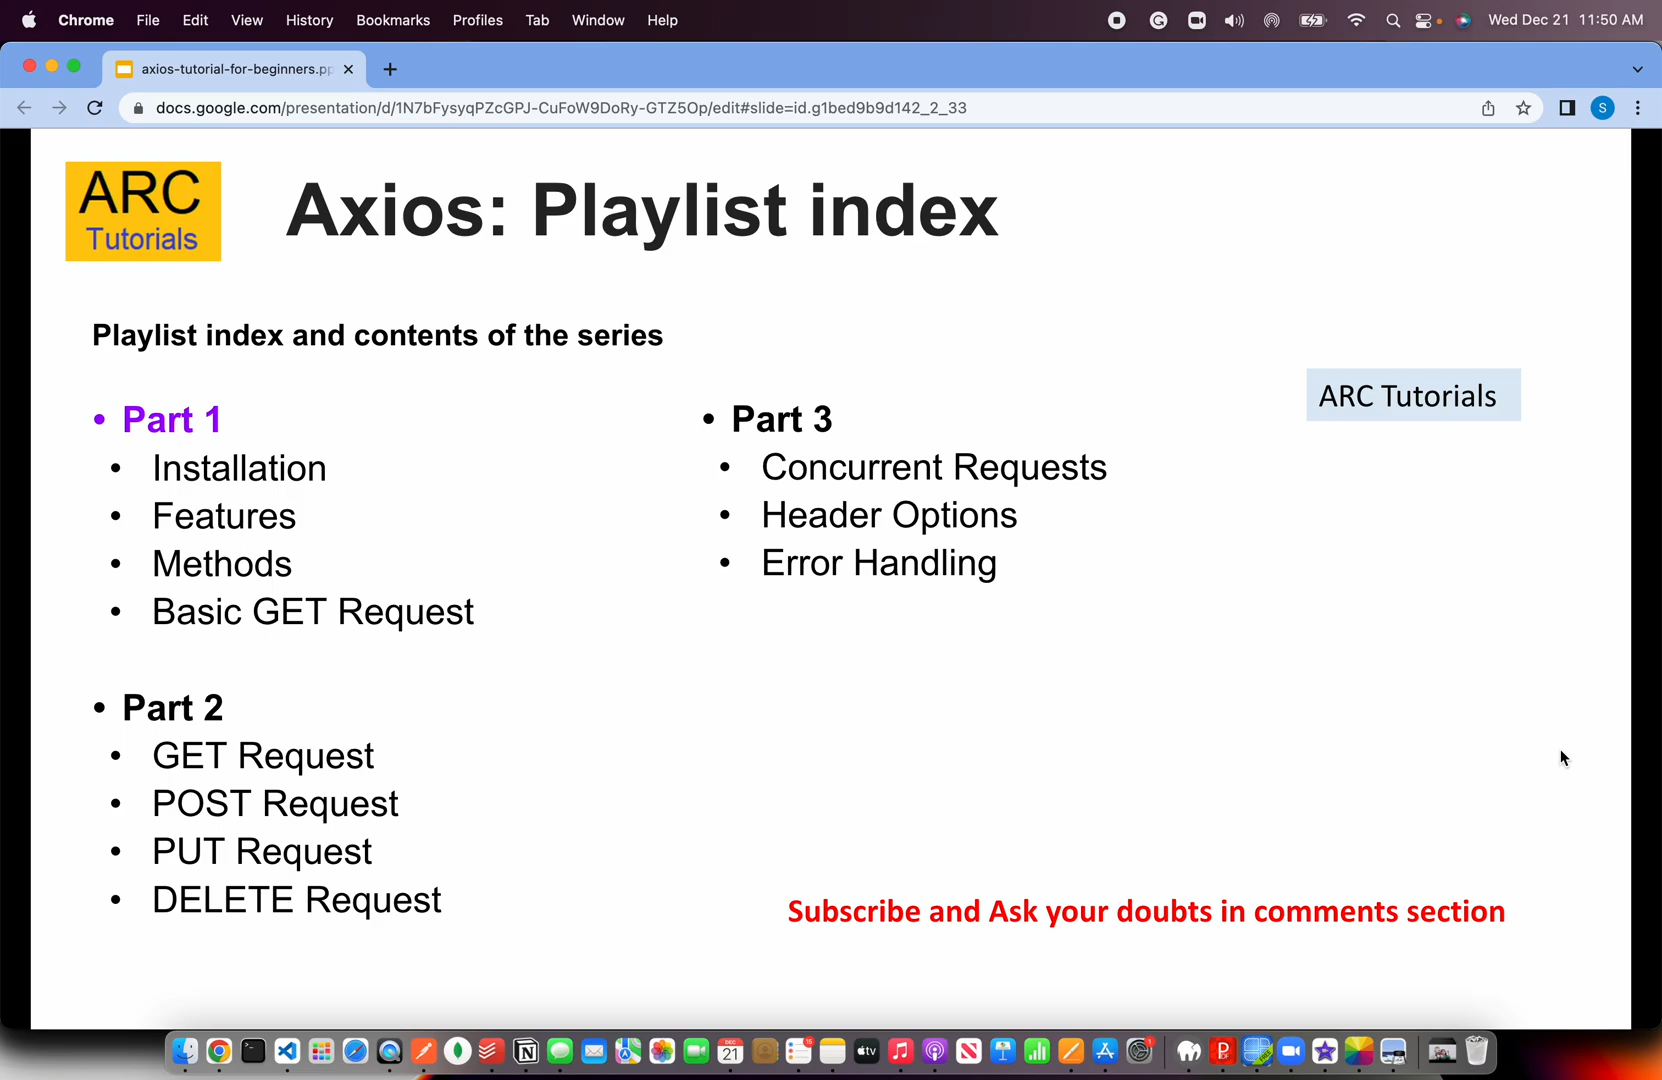 Chrome File Edit View History Bookmarks Profiles Tab Window Help Wed Dec 21 11:50 AM
axios-tutorial-for-beginners.pp
docs.google.com/presentation/d/1N7bFysyqPZcGPJ-CuFoW9DoRy-GTZ5Op/edit#slide=id.g1bed9b9d142_2_33
S
ARC
Tutorials
Axios: Playlist index
Playlist index and contents of the series
• Part 1
• Installation
• Features
• Methods
• Basic GET Request
• Part 2
• GET Request
• POST Request
• PUT Request
• DELETE Request
• Part 3
• Concurrent Requests
• Header Options
• Error Handling
ARC Tutorials
Subscribe and Ask your doubts in comments section
DEC
21
tv